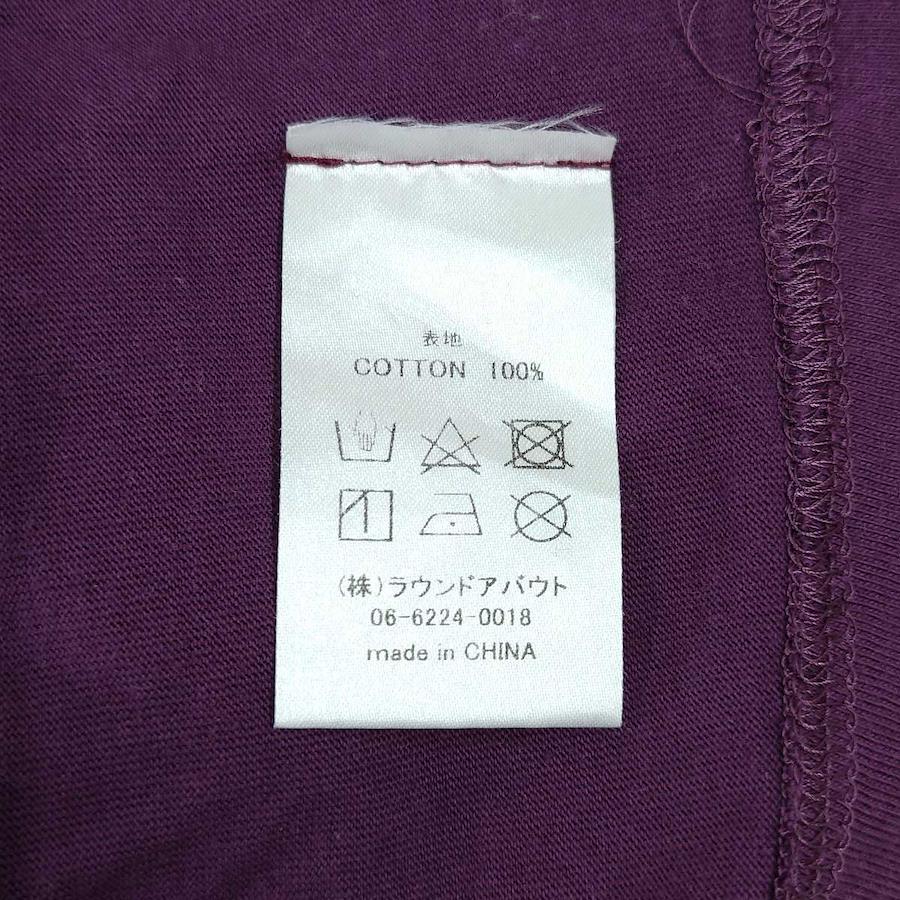 表地
COTTON 100%
(株)ラウンドアバウト
06-6224-0018
made in CHINA